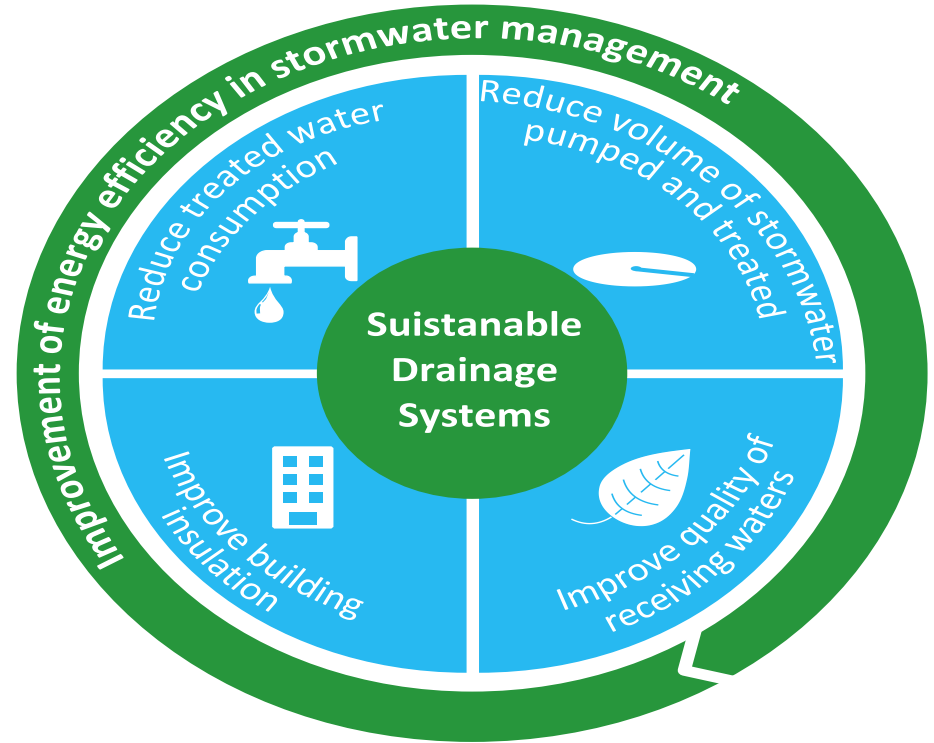 Improvement of energy efficiency in stormwater management
Reduce treated water
consumption
Reduce volume of stormwater
pumped and treated
Suistanable
Drainage
Systems
Improve building
insulation
Improve quality of
receiving waters